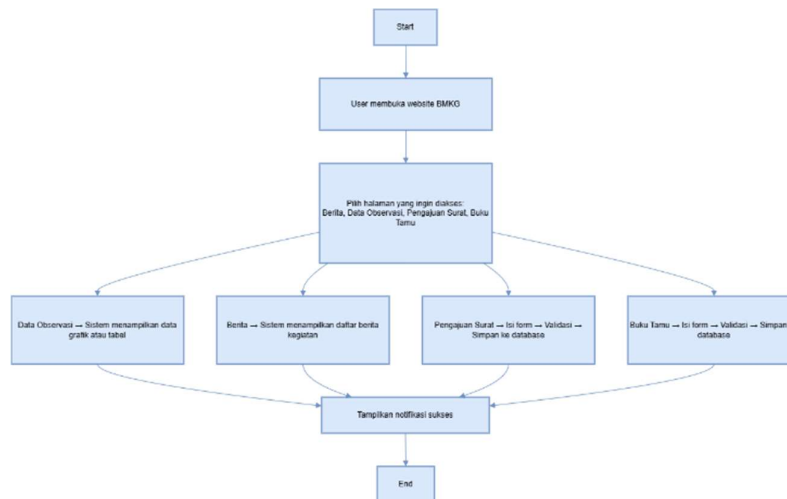 Start
User membuka website BMKG
Pilih halaman yang ingin diakses:
Berita, Data Observasi, Pengajuan Surat, Buku
Tamu
Data Observasi → Sistem menampilkan data
grafik atau tabel
Berita → Sistem menampilkan daftar berita
kegiatan
Pengajuan Surat → Isi form → Validasi →
Simpan ke database
Buku Tamu → Isi form → Validasi → Simpan
database
Tampilkan notifikasi sukses
End